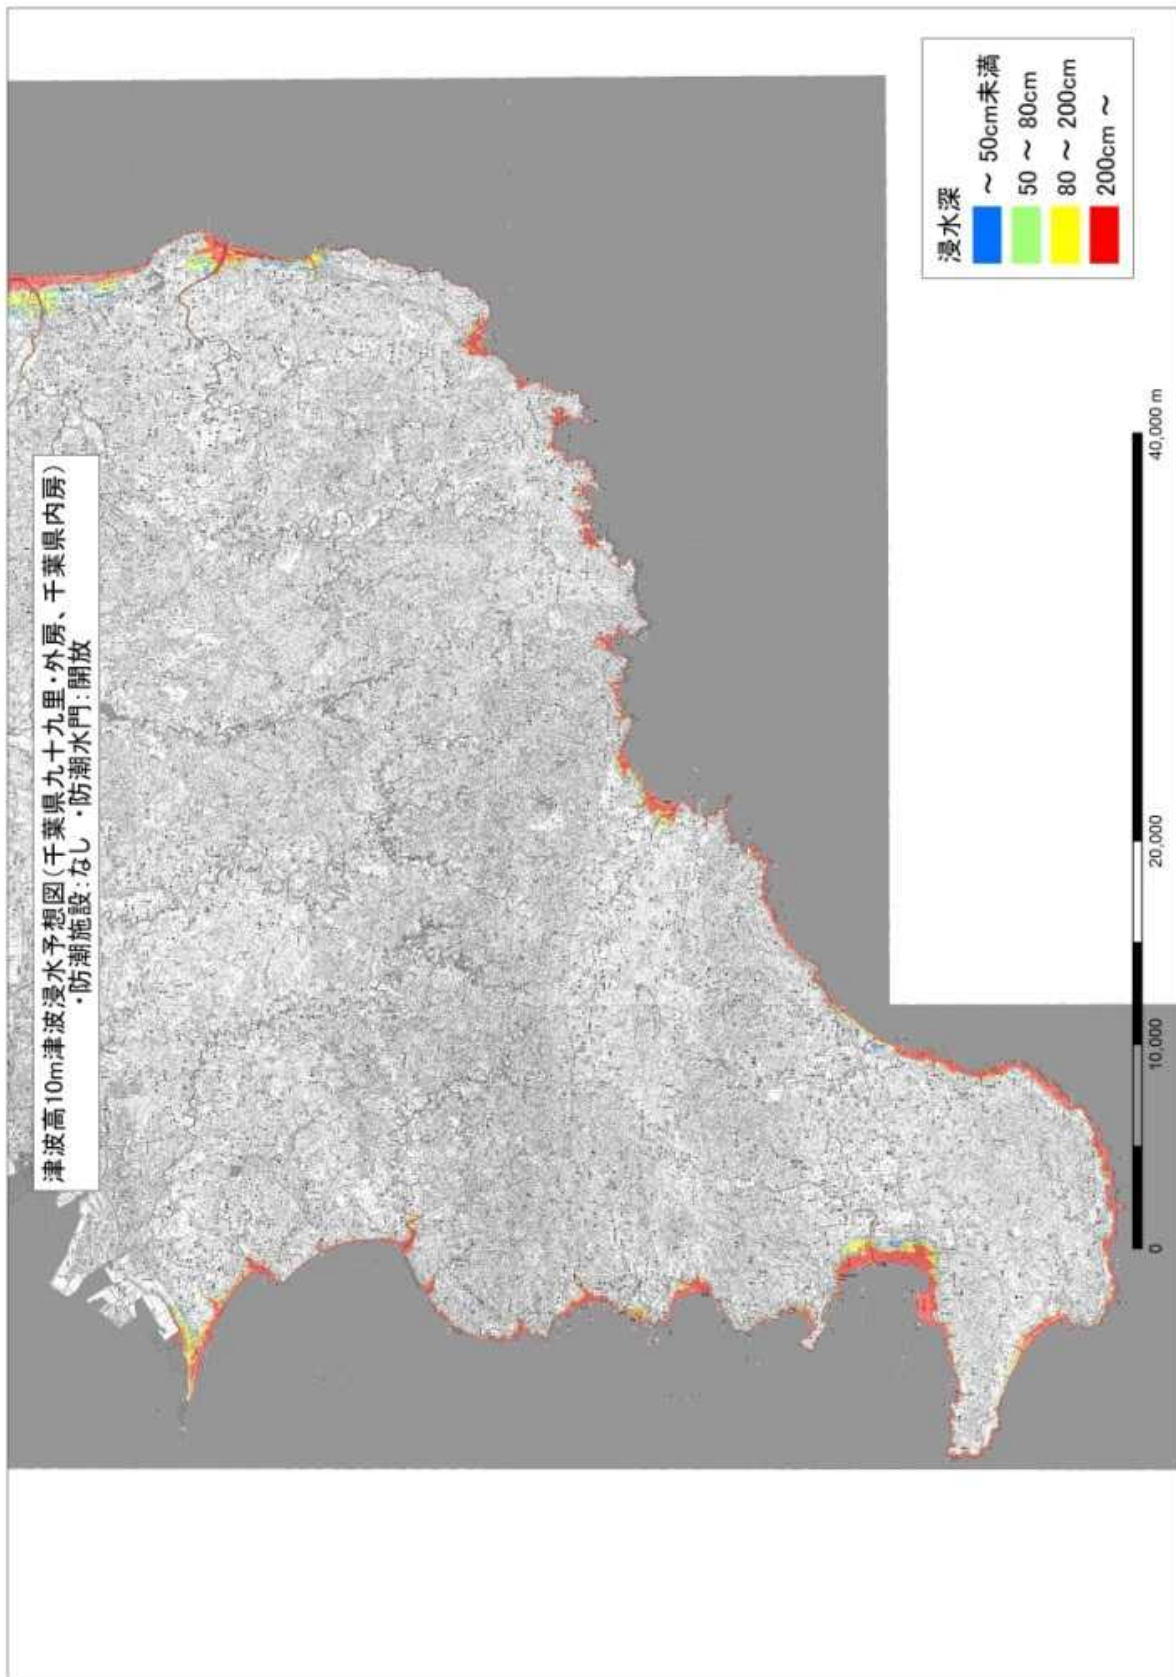 津波高10m津波浸水予想図(千葉県九十九里・外房、千葉県内房)
・防潮施設:なし ・防潮水門:開放
浸水深
～ 50cm未満
50 ～ 80cm
80 ～ 200cm
200cm ～
0 10,000 20,000 40,000 m